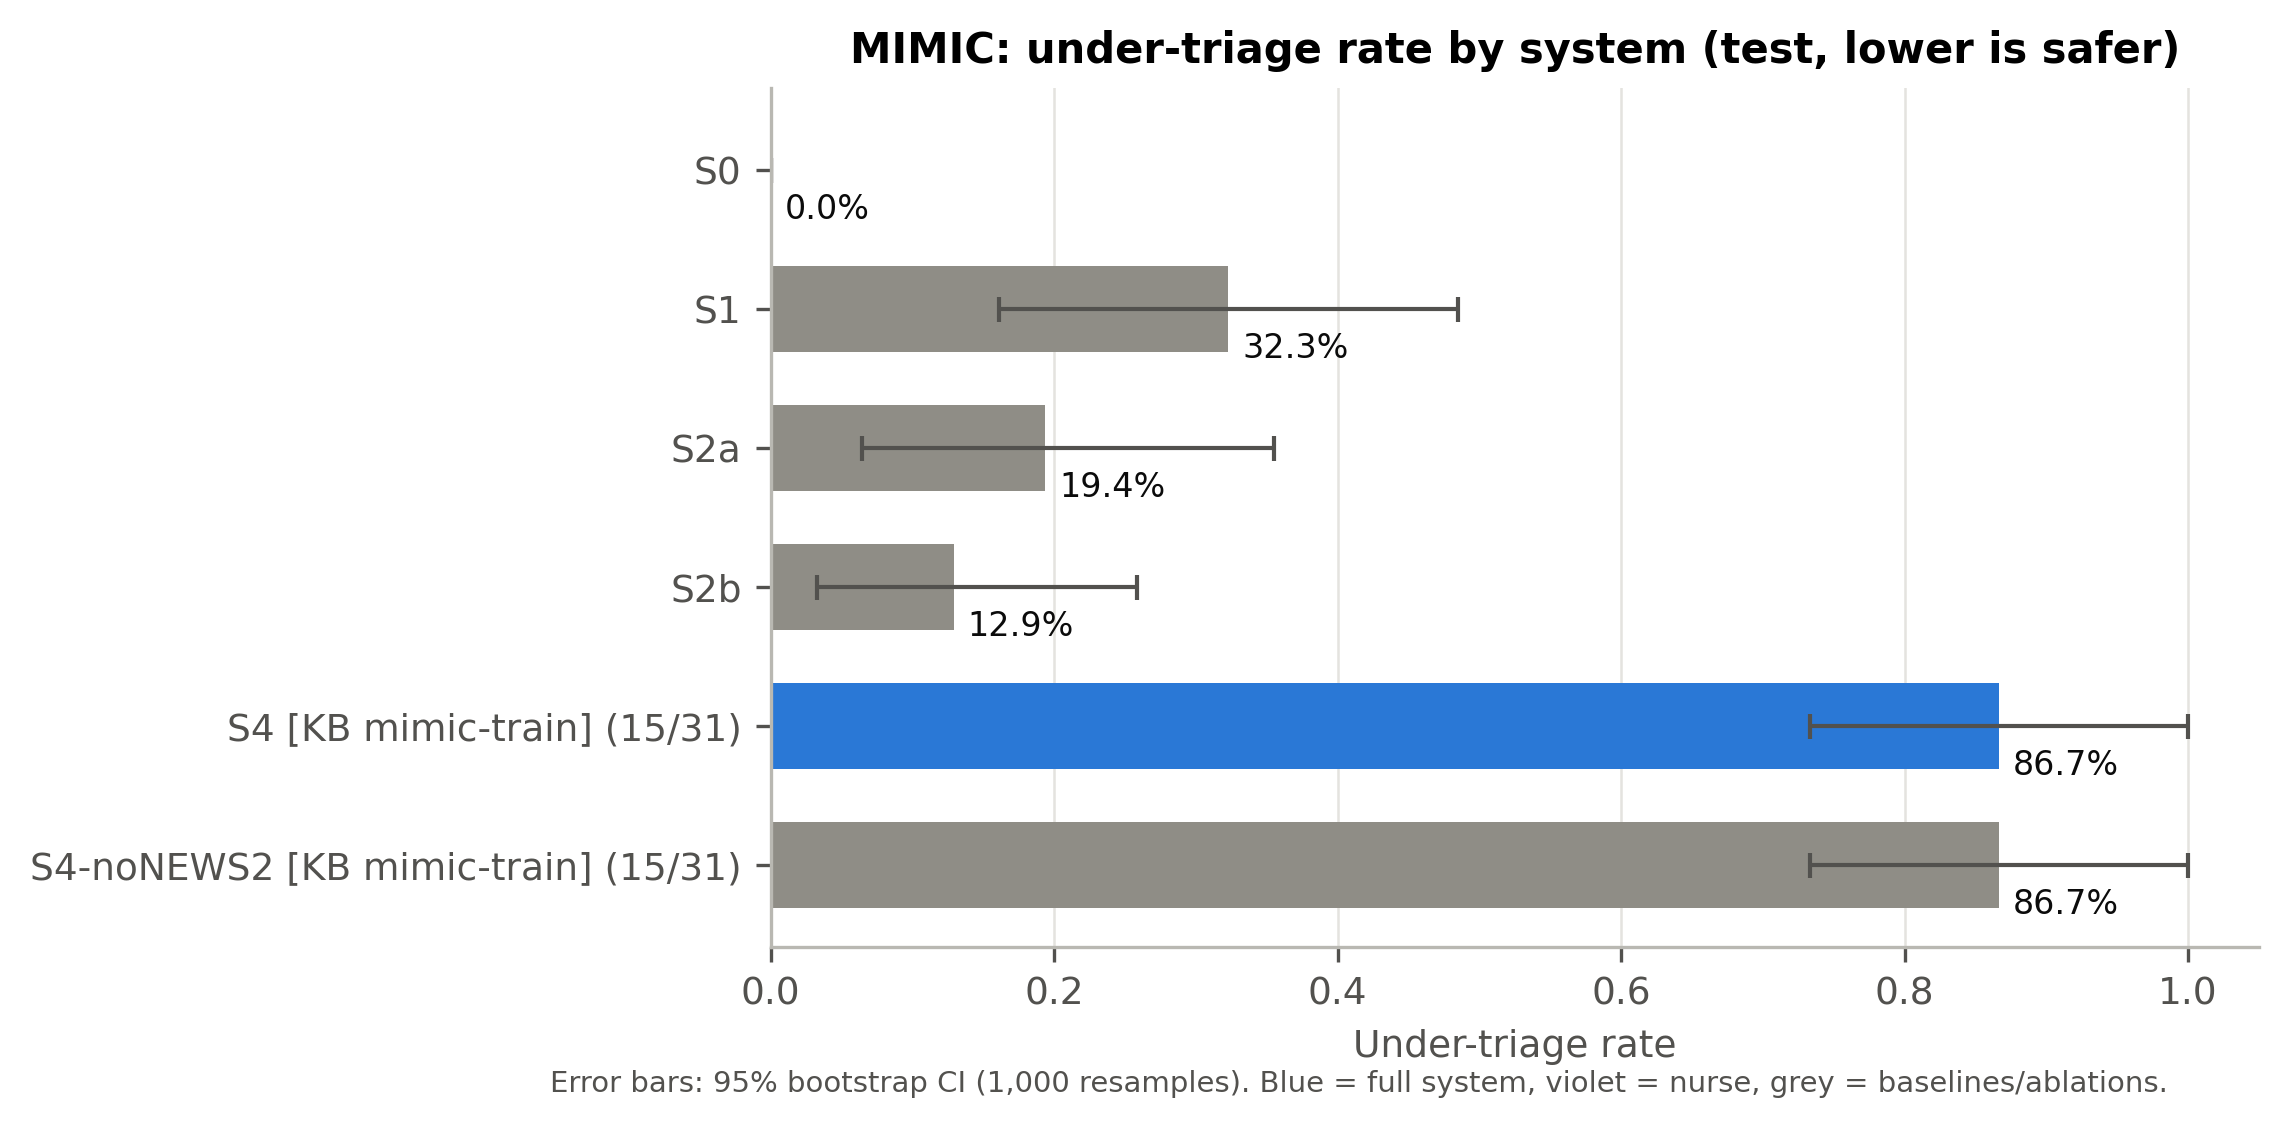 MIMIC: under-triage rate by system (test, lower is safer)
S0
0.0%
S1
32.3%
S2a
19.4%
S2b
12.9%
S4 [KB mimic-train] (15/31)
86.7%
S4-noNEWS2 [KB mimic-train] (15/31)
86.7%
0.0 0.2 0.4 0.6 0.8 1.0
Under-triage rate
Error bars: 95% bootstrap CI (1,000 resamples). Blue = full system, violet = nurse, grey = baselines/ablations.